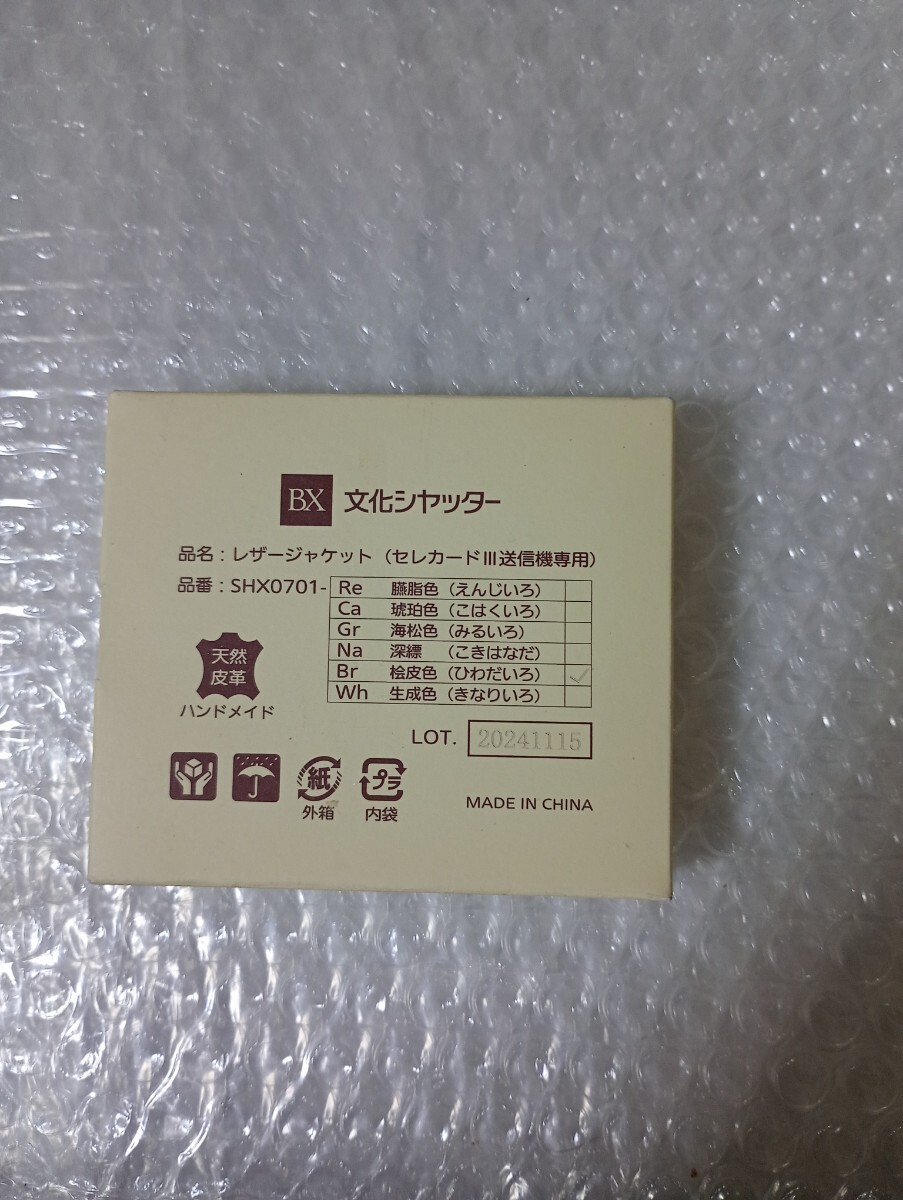 BX 文化シヤッター
品名：レザージャケット（セレカードⅢ送信機専用）
品番：SHX0701-
Re 臙脂色（えんじいろ）
Ca 琥珀色（こはくいろ）
Gr 海松色（みるいろ）
Na 深縹（こきはなだ）
Br 桧皮色（ひわだいろ） ✓
Wh 生成色（きなりいろ）
天然
皮革
ハンドメイド
LOT. 20241115
紙 プラ
外箱 内袋
MADE IN CHINA